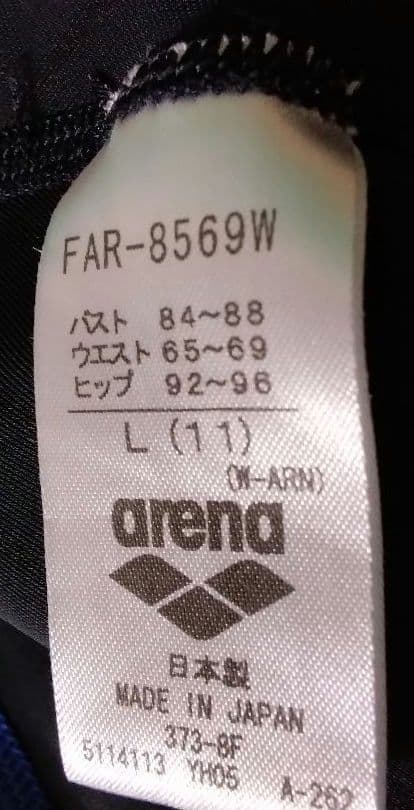 FAR-8569W
バスト 84～88
ウエスト 65～69
ヒップ 92～96
L (11)
(W-ARN)
arena
日本製
MADE IN JAPAN
373-8F
5114113 YH05 A-262